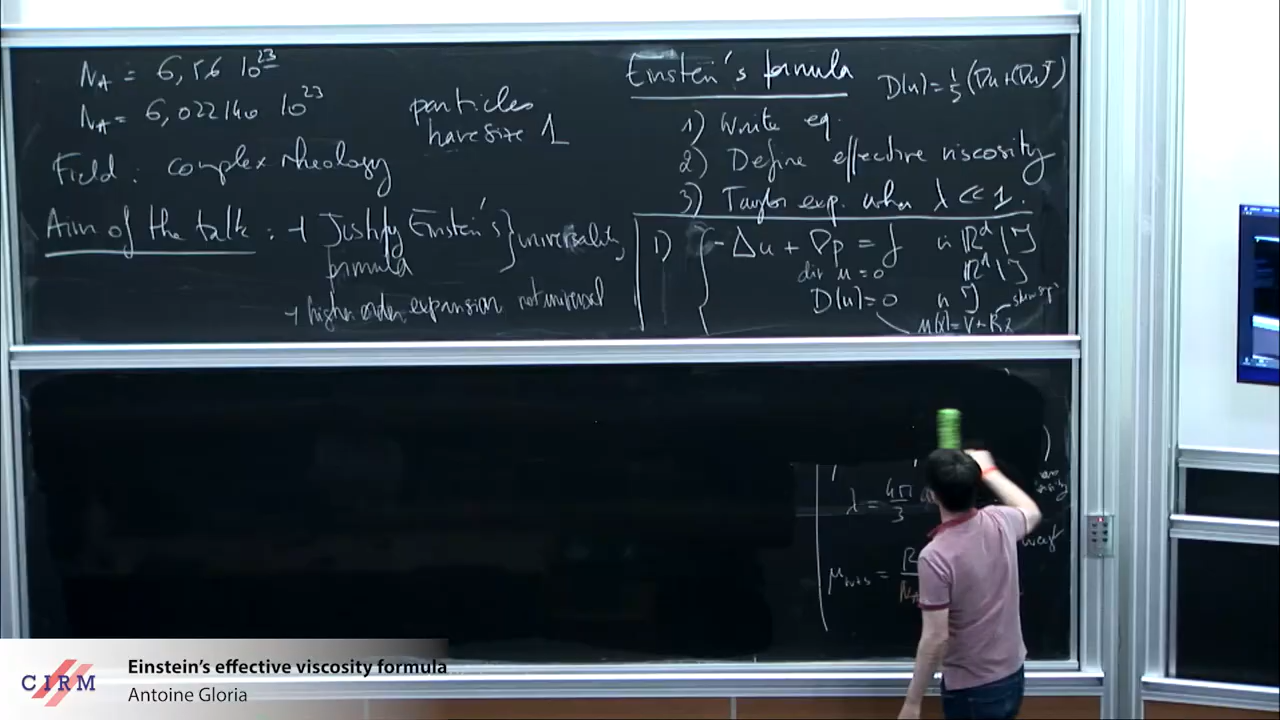 N_A = 6,56 10^23
N_A = 6,022140 10^23
particles
have size 1
Field : complex rheology
Aim of the talk : → Justify Einstein's
formula
} universality
→ higher order expansion not universal
Einstein's formula
D(u) = 1/2 (∇u + (∇u)^T)
1) Write eq.
2) Define effective viscosity
3) Taylor exp. when λ << 1.
1) { -Δu + ∇p = f in ℝ^d \ I
div u = 0 ℝ^d \ I
D(u) = 0 in I
λ = 4π/3
CIRM
Einstein's effective viscosity formula
Antoine Gloria